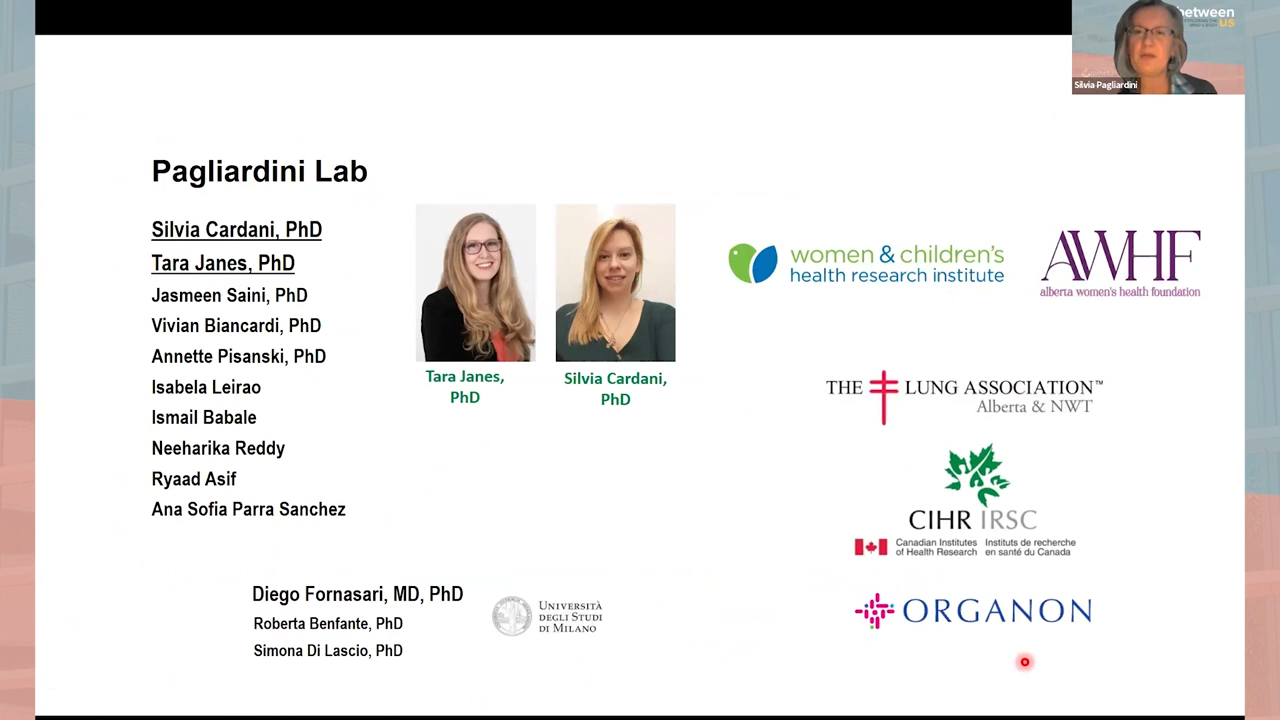 between
us
Silvia Pagliardini
Pagliardini Lab
Silvia Cardani, PhD
Tara Janes, PhD
Jasmeen Saini, PhD
Vivian Biancardi, PhD
Annette Pisanski, PhD
Isabela Leirao
Ismail Babale
Neeharika Reddy
Ryaad Asif
Ana Sofia Parra Sanchez
Tara Janes,
PhD
Silvia Cardani,
PhD
women & children's
health research institute
AWHF
alberta women's health foundation
THE LUNG ASSOCIATION™
Alberta & NWT
CIHR IRSC
Canadian Institutes
of Health Research
Instituts de recherche
en santé du Canada
ORGANON
Diego Fornasari, MD, PhD
Roberta Benfante, PhD
Simona Di Lascio, PhD
UNIVERSITÀ
DEGLI STUDI
DI MILANO